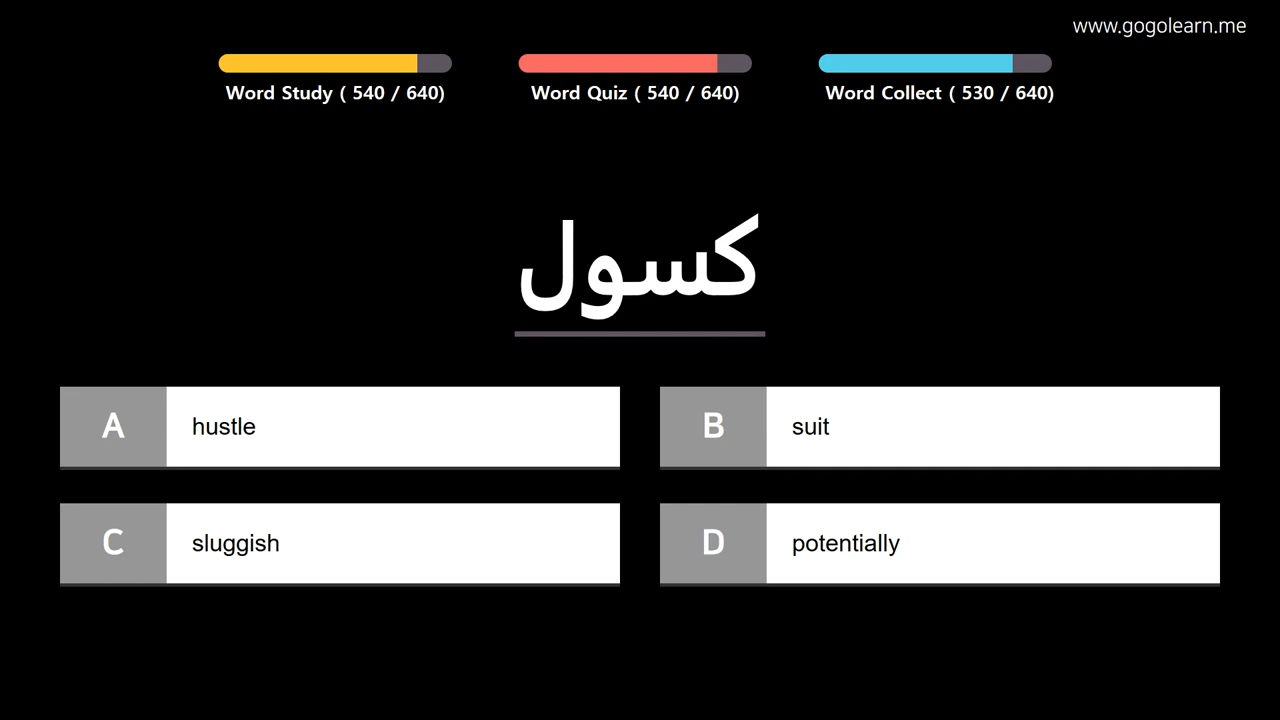 www.gogolearn.me
Word Study ( 540 / 640)
Word Quiz ( 540 / 640)
Word Collect ( 530 / 640)
كسول
A
hustle
B
suit
C
sluggish
D
potentially